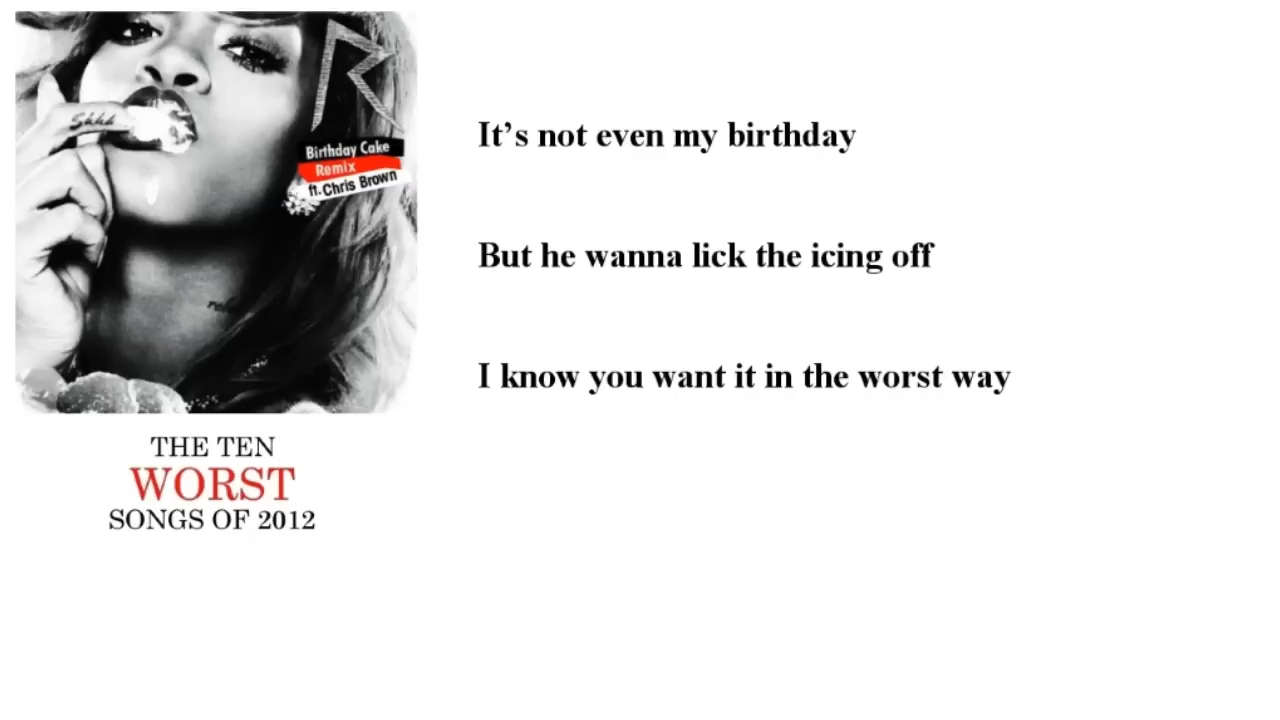 R
Shhh
Birthday Cake
Remix
ft. Chris Brown
THE TEN
WORST
SONGS OF 2012
It’s not even my birthday
But he wanna lick the icing off
I know you want it in the worst way